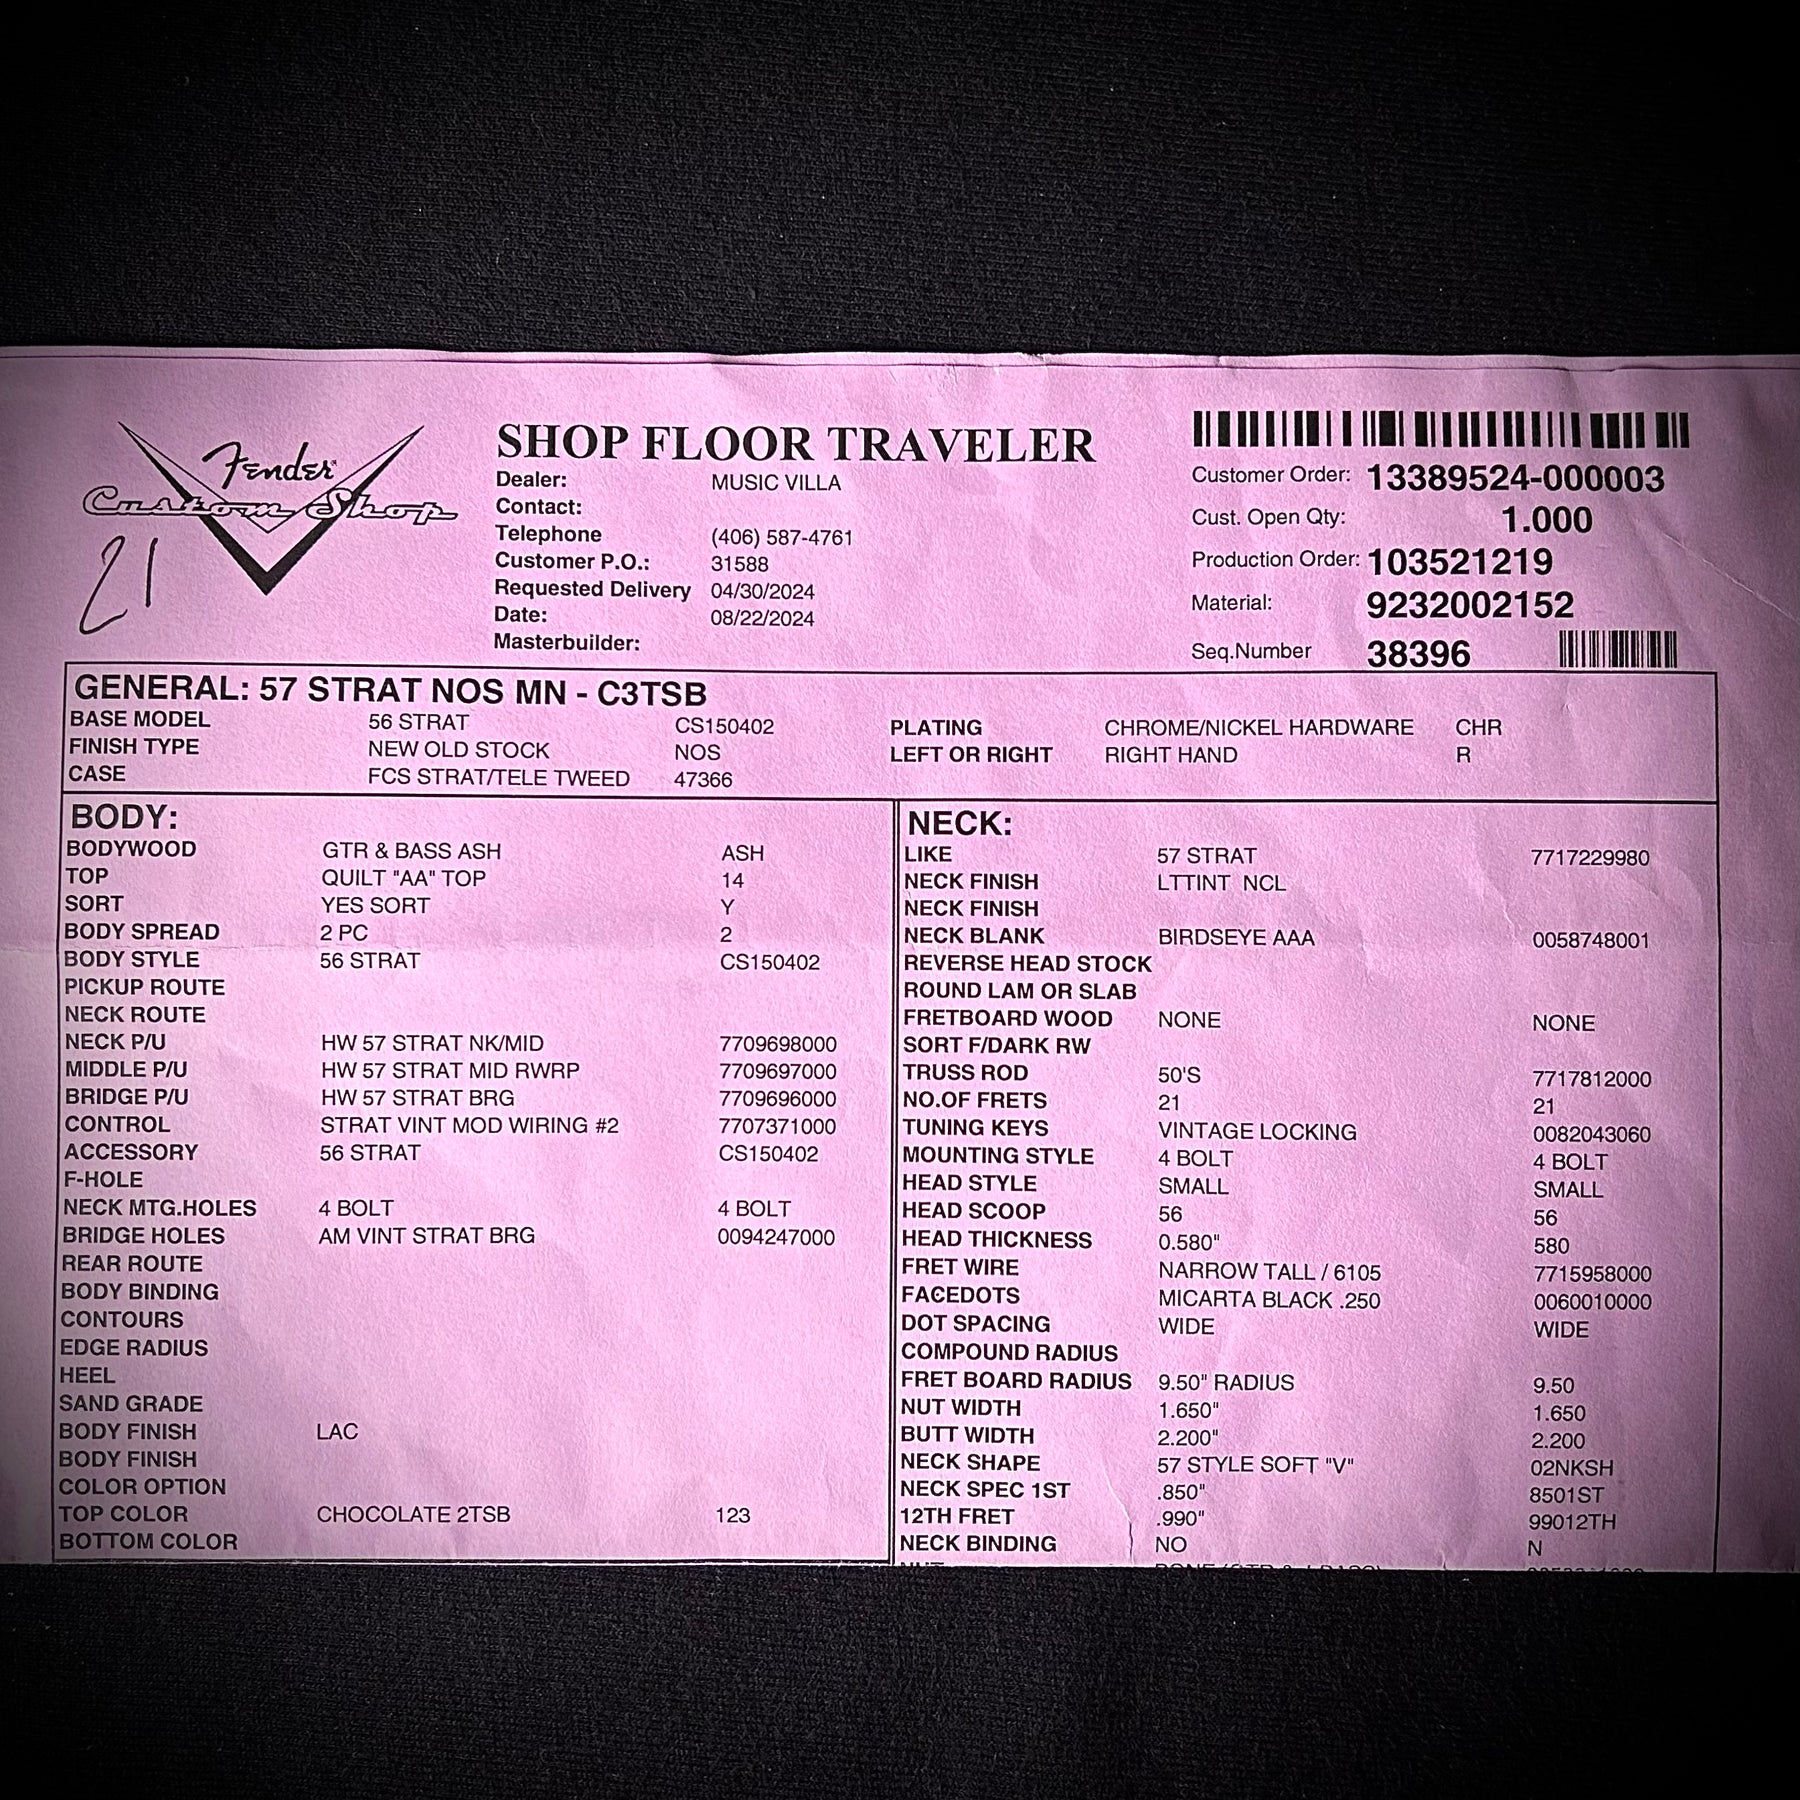 Fender
Custom Shop
21
SHOP FLOOR TRAVELER
Dealer: MUSIC VILLA
Contact:
Telephone (406) 587-4761
Customer P.O.: 31588
Requested Delivery 04/30/2024
Date: 08/22/2024
Masterbuilder:
Customer Order: 13389524-000003
Cust. Open Qty: 1.000
Production Order: 103521219
Material: 9232002152
Seq.Number 38396
GENERAL: 57 STRAT NOS MN - C3TSB
BASE MODEL 56 STRAT CS150402 PLATING CHROME/NICKEL HARDWARE CHR
FINISH TYPE NEW OLD STOCK NOS LEFT OR RIGHT RIGHT HAND R
CASE FCS STRAT/TELE TWEED 47366
BODY:
BODYWOOD GTR & BASS ASH ASH
TOP QUILT "AA" TOP 14
SORT YES SORT Y
BODY SPREAD 2 PC 2
BODY STYLE 56 STRAT CS150402
PICKUP ROUTE
NECK ROUTE
NECK P/U HW 57 STRAT NK/MID 7709698000
MIDDLE P/U HW 57 STRAT MID RWRP 7709697000
BRIDGE P/U HW 57 STRAT BRG 7709696000
CONTROL STRAT VINT MOD WIRING #2 7707371000
ACCESSORY 56 STRAT CS150402
F-HOLE
NECK MTG.HOLES 4 BOLT 4 BOLT
BRIDGE HOLES AM VINT STRAT BRG 0094247000
REAR ROUTE
BODY BINDING
CONTOURS
EDGE RADIUS
HEEL
SAND GRADE
BODY FINISH LAC
BODY FINISH
COLOR OPTION
TOP COLOR CHOCOLATE 2TSB 123
BOTTOM COLOR
NECK:
LIKE 57 STRAT 7717229980
NECK FINISH LTTINT NCL
NECK FINISH
NECK BLANK BIRDSEYE AAA 0058748001
REVERSE HEAD STOCK
ROUND LAM OR SLAB
FRETBOARD WOOD NONE NONE
SORT F/DARK RW
TRUSS ROD 50'S 7717812000
NO.OF FRETS 21 21
TUNING KEYS VINTAGE LOCKING 0082043060
MOUNTING STYLE 4 BOLT 4 BOLT
HEAD STYLE SMALL SMALL
HEAD SCOOP 56 56
HEAD THICKNESS 0.580" 580
FRET WIRE NARROW TALL / 6105 7715958000
FACEDOTS MICARTA BLACK .250 0060010000
DOT SPACING WIDE WIDE
COMPOUND RADIUS
FRET BOARD RADIUS 9.50" RADIUS 9.50
NUT WIDTH 1.650" 1.650
BUTT WIDTH 2.200" 2.200
NECK SHAPE 57 STYLE SOFT "V" 02NKSH
NECK SPEC 1ST .850" 8501ST
12TH FRET .990" 99012TH
NECK BINDING NO N